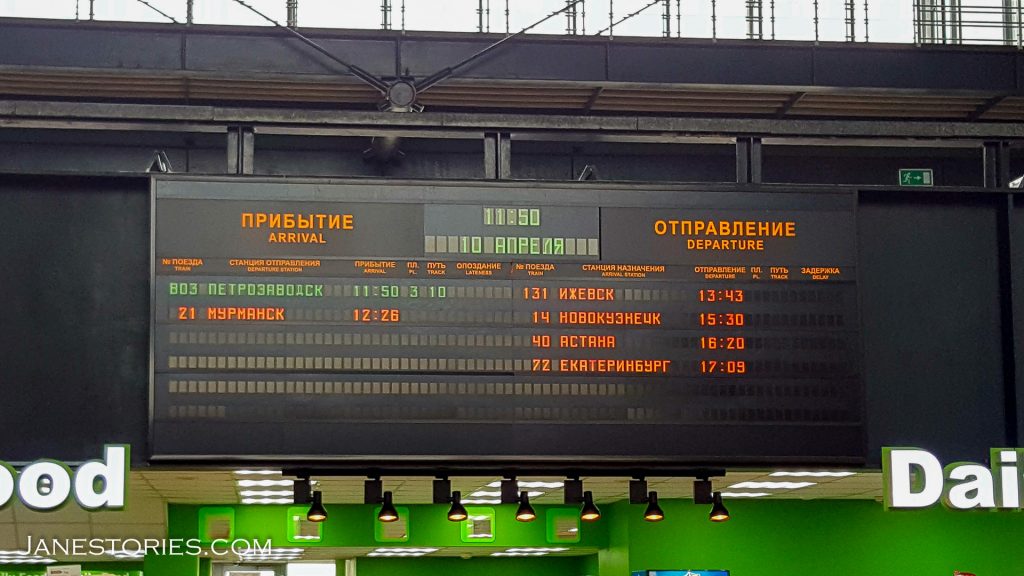 ПРИБЫТИЕ
ARRIVAL
11:50
10 АПРЕЛЯ
ОТПРАВЛЕНИЕ
DEPARTURE
№ ПОЕЗДА СТАНЦИЯ ОТПРАВЛЕНИЯ ПРИБЫТИЕ ПЛ. ПУТЬ ОПОЗДАНИЕ
TRAIN DEPARTURE STATION ARRIVAL PL. TRACK LATENESS
№ ПОЕЗДА СТАНЦИЯ НАЗНАЧЕНИЯ ОТПРАВЛЕНИЕ ПЛ. ПУТЬ ЗАДЕРЖКА
TRAIN ARRIVAL STATION DEPARTURE PL. TRACK DELAY
803 ПЕТРОЗАВОДСК 11:50 3 10
21 МУРМАНСК 12:26
131 ИЖЕВСК 13:43
14 НОВОКУЗНЕЦК 15:30
40 АСТАНА 16:20
72 ЕКАТЕРИНБУРГ 17:09
ood
Dai
JANESTORIES.COM